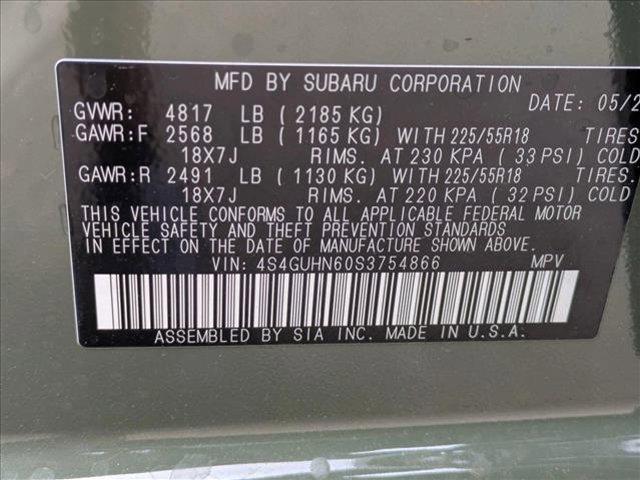 MFD BY SUBARU CORPORATION
GVWR: 4817 LB ( 2185 KG) DATE: 05/2
GAWR:F 2568 LB ( 1165 KG) WITH 225/55R18 TIRES
18X7J RIMS. AT 230 KPA ( 33 PSI) COLD
GAWR:R 2491 LB ( 1130 KG) WITH 225/55R18 TIRES.
18X7J RIMS. AT 220 KPA ( 32 PSI) COLD
THIS VEHICLE CONFORMS TO ALL APPLICABLE FEDERAL MOTOR
VEHICLE SAFETY AND THEFT PREVENTION STANDARDS
IN EFFECT ON THE DATE OF MANUFACTURE SHOWN ABOVE.
VIN: 4S4GUHN60S3754866 MPV
ASSEMBLED BY SIA INC. MADE IN U.S.A.